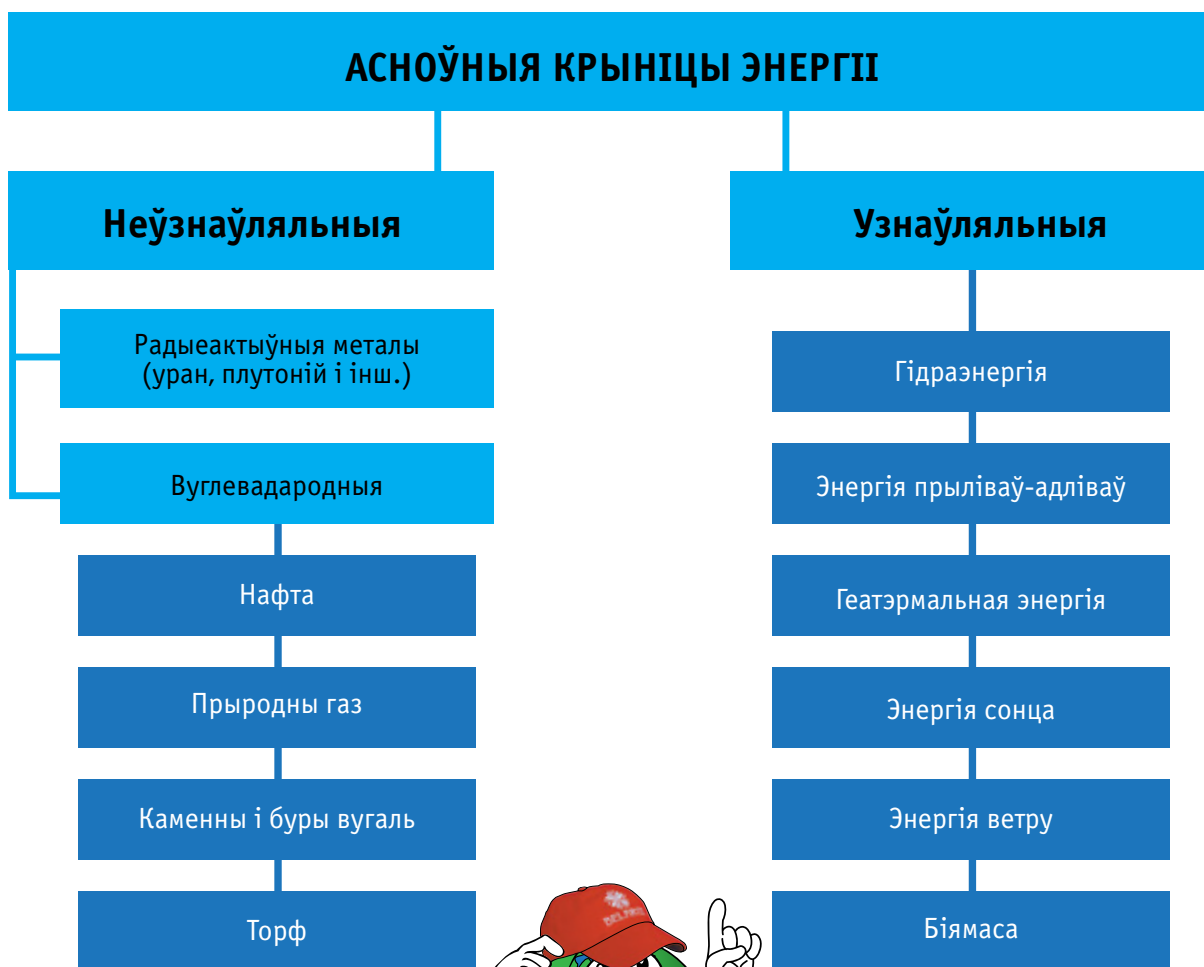 АСНОЎНЫЯ КРЫНІЦЫ ЭНЕРГІІ
Неўзнаўляльныя
Радыеактыўныя металы
(уран, плутоній і інш.)
Вуглевадародныя
Нафта
Прыродны газ
Каменны і буры вугаль
Торф
Узнаўляльныя
Гідраэнергія
Энергія прыліваў-адліваў
Геатэрмальная энергія
Энергія сонца
Энергія ветру
Біямаса